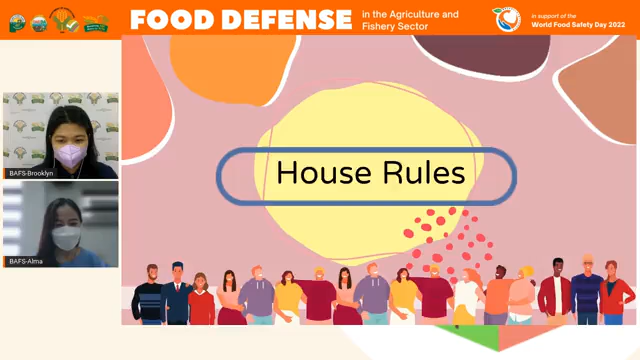 FOOD DEFENSE
in the Agriculture and
Fishery Sector
in support of the
World Food Safety Day 2022
House Rules
BAFS-Brooklyn
BAFS-Alma